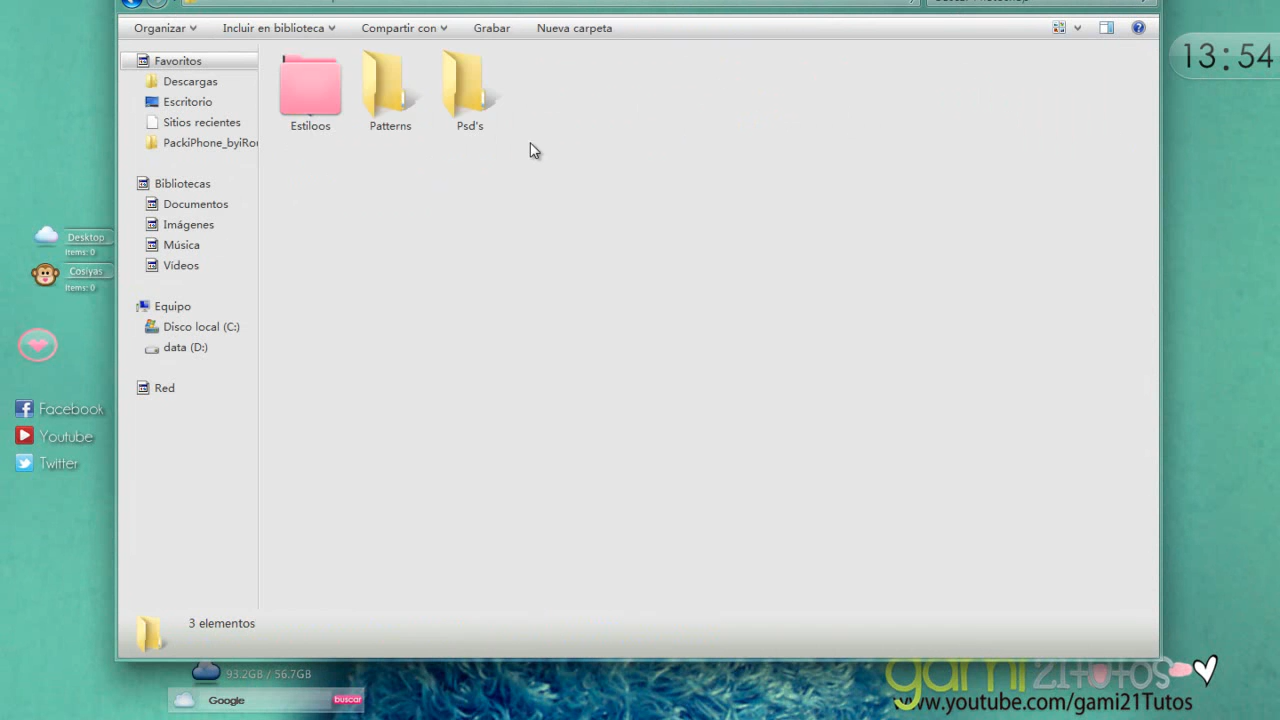 Organizar
Incluir en biblioteca
Compartir con
Grabar
Nueva carpeta
13:54
Favoritos
Descargas
Escritorio
Sitios recientes
PackiPhone_byiRou
Bibliotecas
Documentos
Imágenes
Música
Vídeos
Equipo
Disco local (C:)
data (D:)
Red
Estiloos
Patterns
Psd's
Desktop
Items: 0
Cosiyas
Items: 0
Facebook
Youtube
Twitter
3 elementos
93.2GB / 56.7GB
Google
buscar
gami21Tutos
www.youtube.com/gami21Tutos